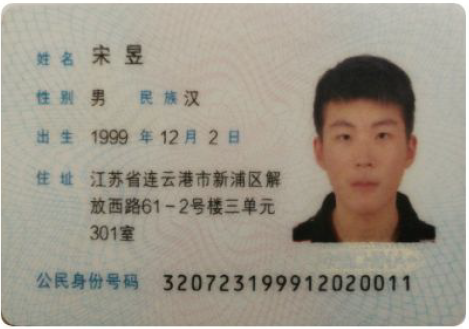 姓名 宋昱
性别 男 民族 汉
出生 1999 年 12 月 2 日
住址 江苏省连云港市新浦区解
放西路61-2号楼三单元
301室
公民身份号码 320723199912020011